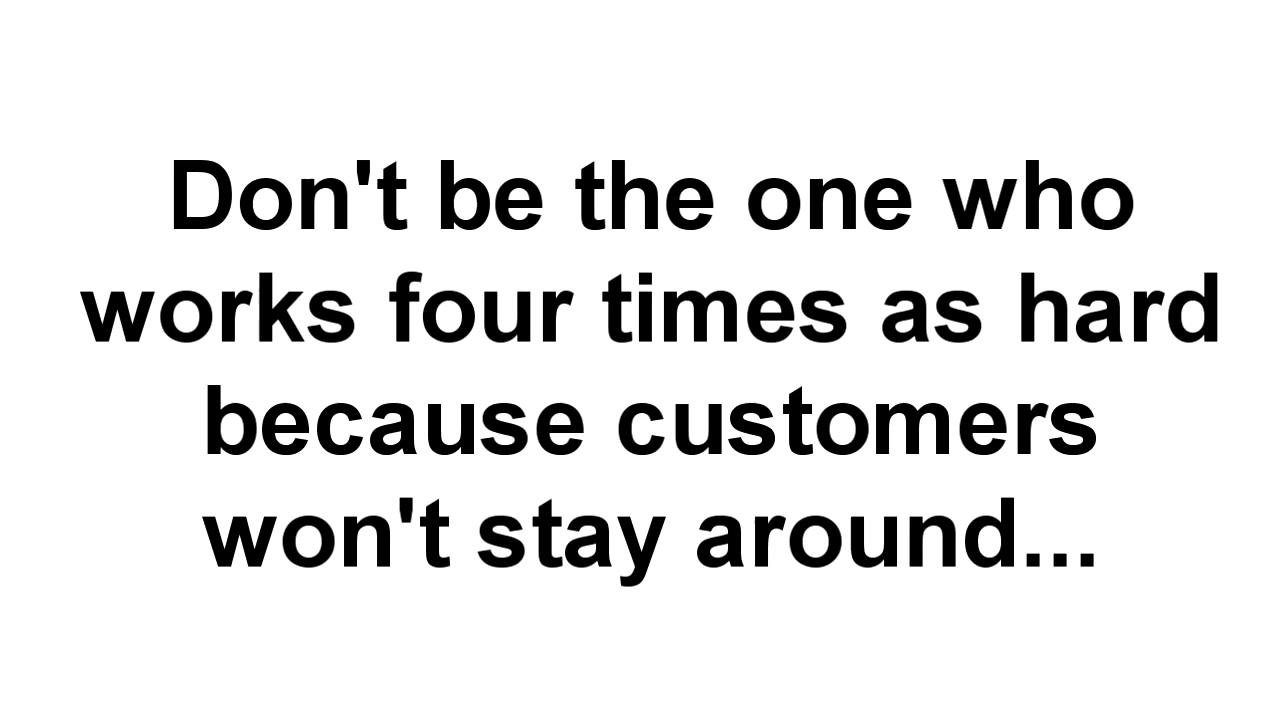 Don't be the one who
works four times as hard
because customers
won't stay around...